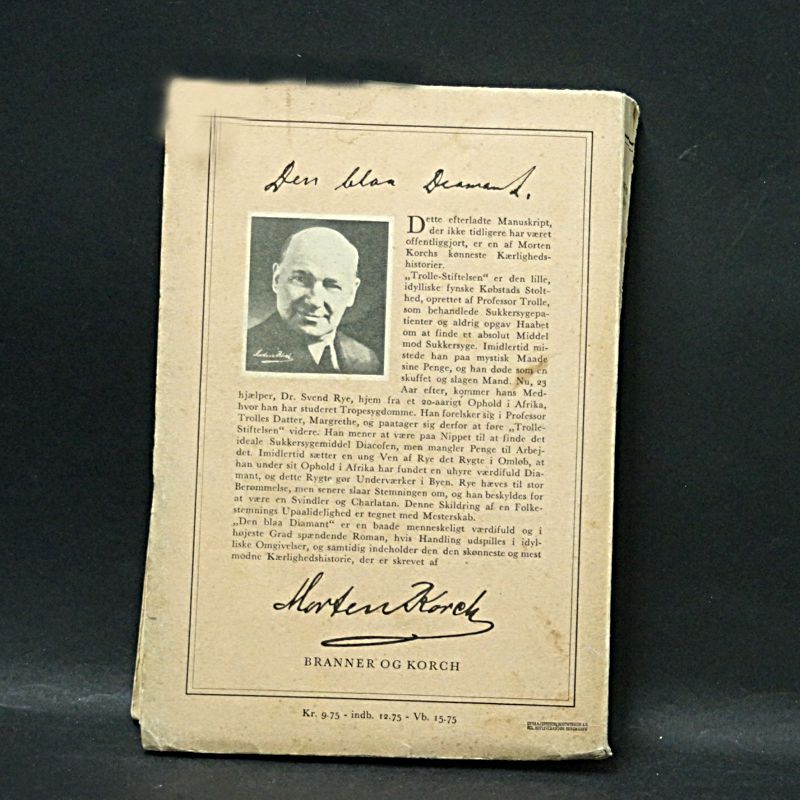 Den blaa Diamant.
Dette efterladte Manuskript,
der ikke tidligere har været
offentliggjort, er en af Morten
Korchs kønneste Kærligheds-
historier.
„Trolle-Stiftelsen“ er den lille,
idylliske fynske Købstads Stolt-
hed, oprettet af Professor Trolle,
som behandlede Sukkersygepa-
tienter og aldrig opgav Haabet
om at finde et absolut Middel
mod Sukkersyge. Imidlertid mi-
stede han paa mystisk Maade
sine Penge, og han døde som en
skuffet og slagen Mand. Nu, 23
Aar efter, kommer hans Med-
hjælper, Dr. Svend Rye, hjem fra et 20-aarigt Ophold i Afrika,
hvor han har studeret Tropesygdomme. Han forelsker sig i Professor
Trolles Datter, Margrethe, og paatager sig derfor at føre „Trolle-
Stiftelsen“ videre. Han mener at være paa Nippet til at finde det
ideale Sukkersygemiddel Diacofen, men mangler Penge til Arbej-
det. Imidlertid sætter en ung Ven af Rye det Rygte i Omløb, at
han under sit Ophold i Afrika har fundet en uhyre værdifuld Dia-
mant, og dette Rygte gør Underværker i Byen. Rye hæves til stor
Berømmelse, men senere slaar Stemningen om, og han beskyldes for
at være en Svindler og Charlatan. Denne Skildring af en Folke-
stemnings Upaalidelighed er tegnet med Mesterskab.
„Den blaa Diamant“ er en baade menneskeligt værdifuld og i
højeste Grad spændende Roman, hvis Handling udspilles i idyl-
liske Omgivelser, og samtidig indeholder den den skønneste og mest
modne Kærlighedshistorie, der er skrevet af
Morten Korch
Morten Korch
BRANNER OG KORCH
Kr. 9.75 - indb. 12.75 - Vb. 15.75